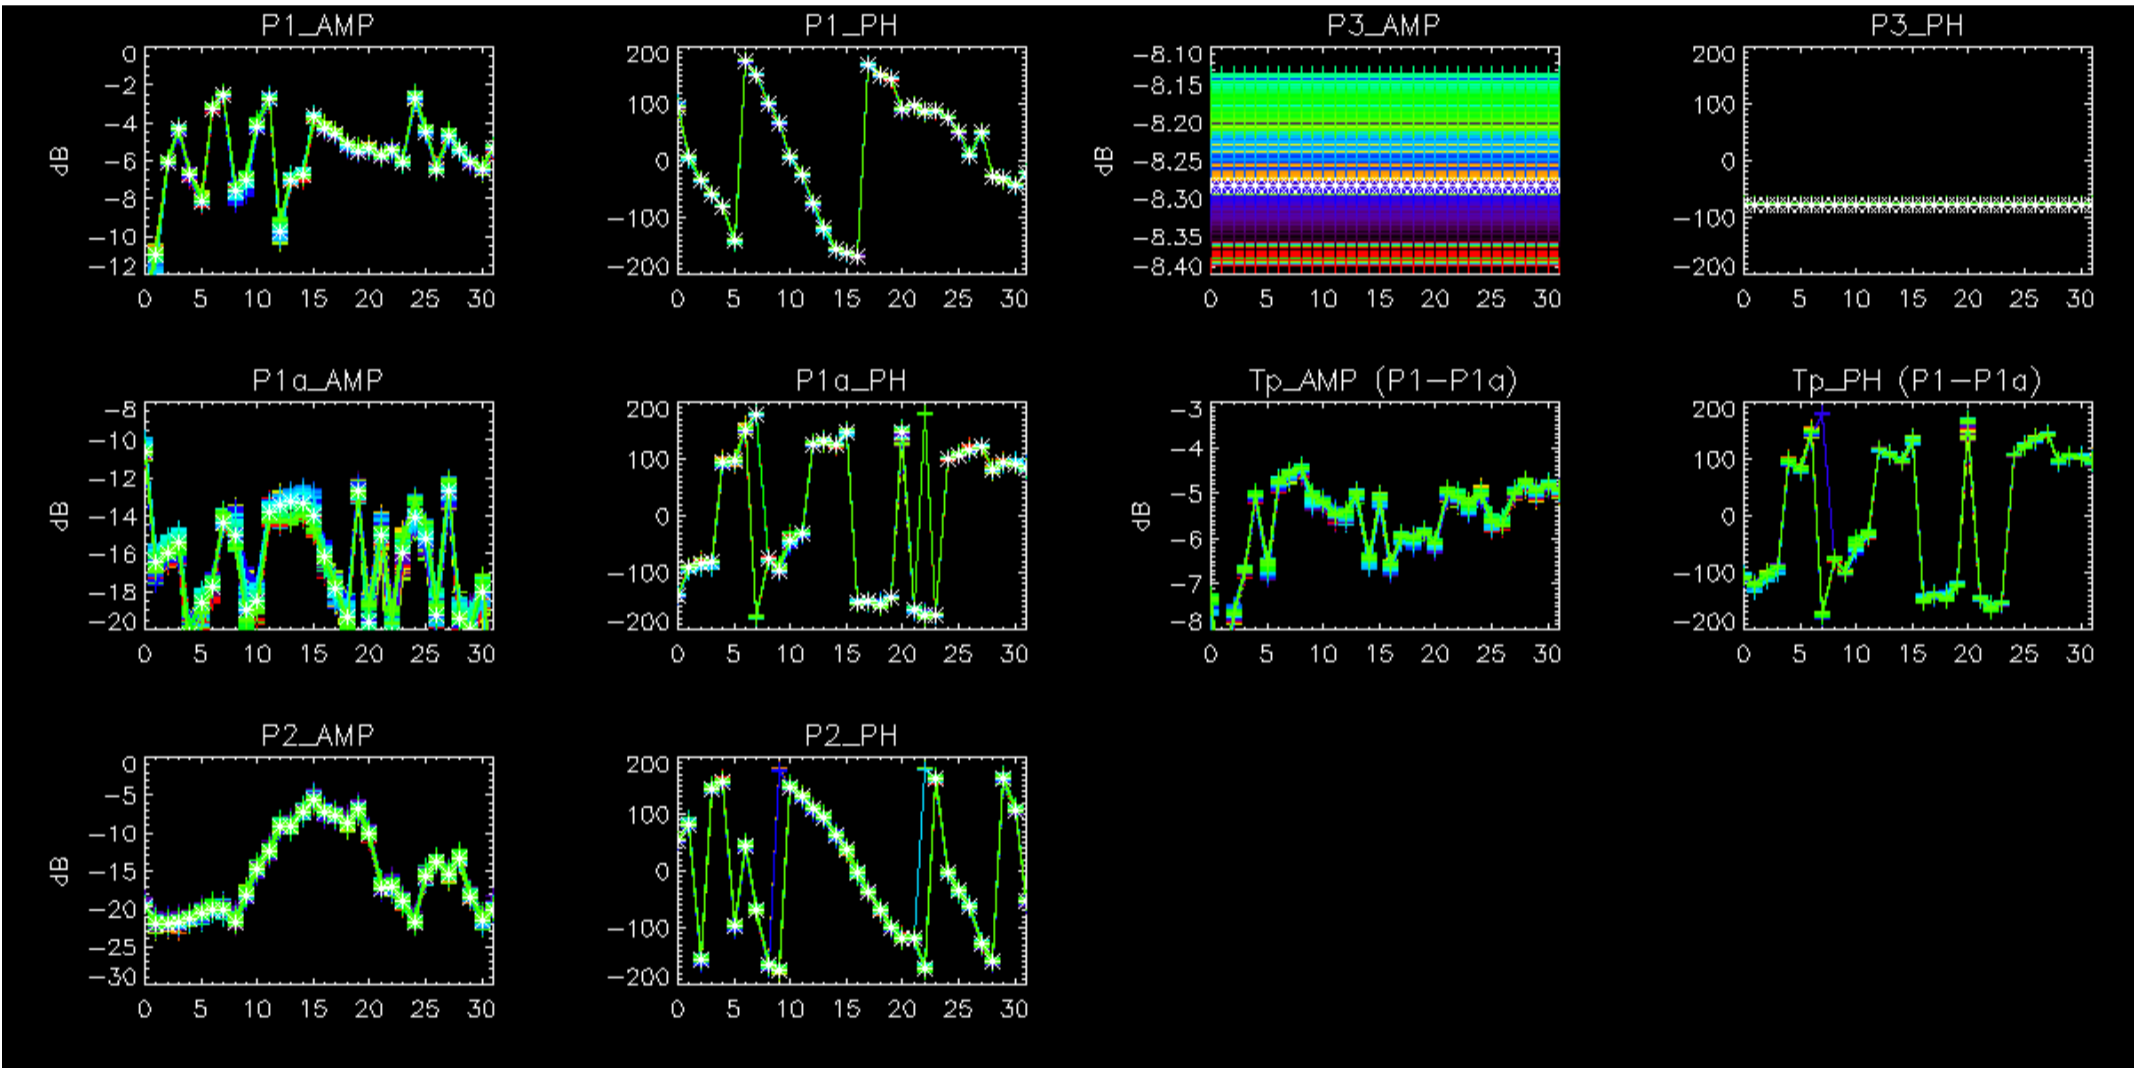 P1_AMP
0
−2
−4
−6
−8
−10
−12
dB
0 5 10 15 20 25 30
P1_PH
200
100
0
−100
−200
0 5 10 15 20 25 30
P3_AMP
−8.10
−8.15
−8.20
−8.25
−8.30
−8.35
−8.40
dB
0 5 10 15 20 25 30
P3_PH
200
100
0
−100
−200
0 5 10 15 20 25 30
P1a_AMP
−8
−10
−12
−14
−16
−18
−20
dB
0 5 10 15 20 25 30
P1a_PH
200
100
0
−100
−200
0 5 10 15 20 25 30
Tp_AMP (P1−P1a)
−3
−4
−5
−6
−7
−8
dB
0 5 10 15 20 25 30
Tp_PH (P1−P1a)
200
100
0
−100
−200
0 5 10 15 20 25 30
P2_AMP
0
−5
−10
−15
−20
−25
−30
dB
0 5 10 15 20 25 30
P2_PH
200
100
0
−100
−200
0 5 10 15 20 25 30